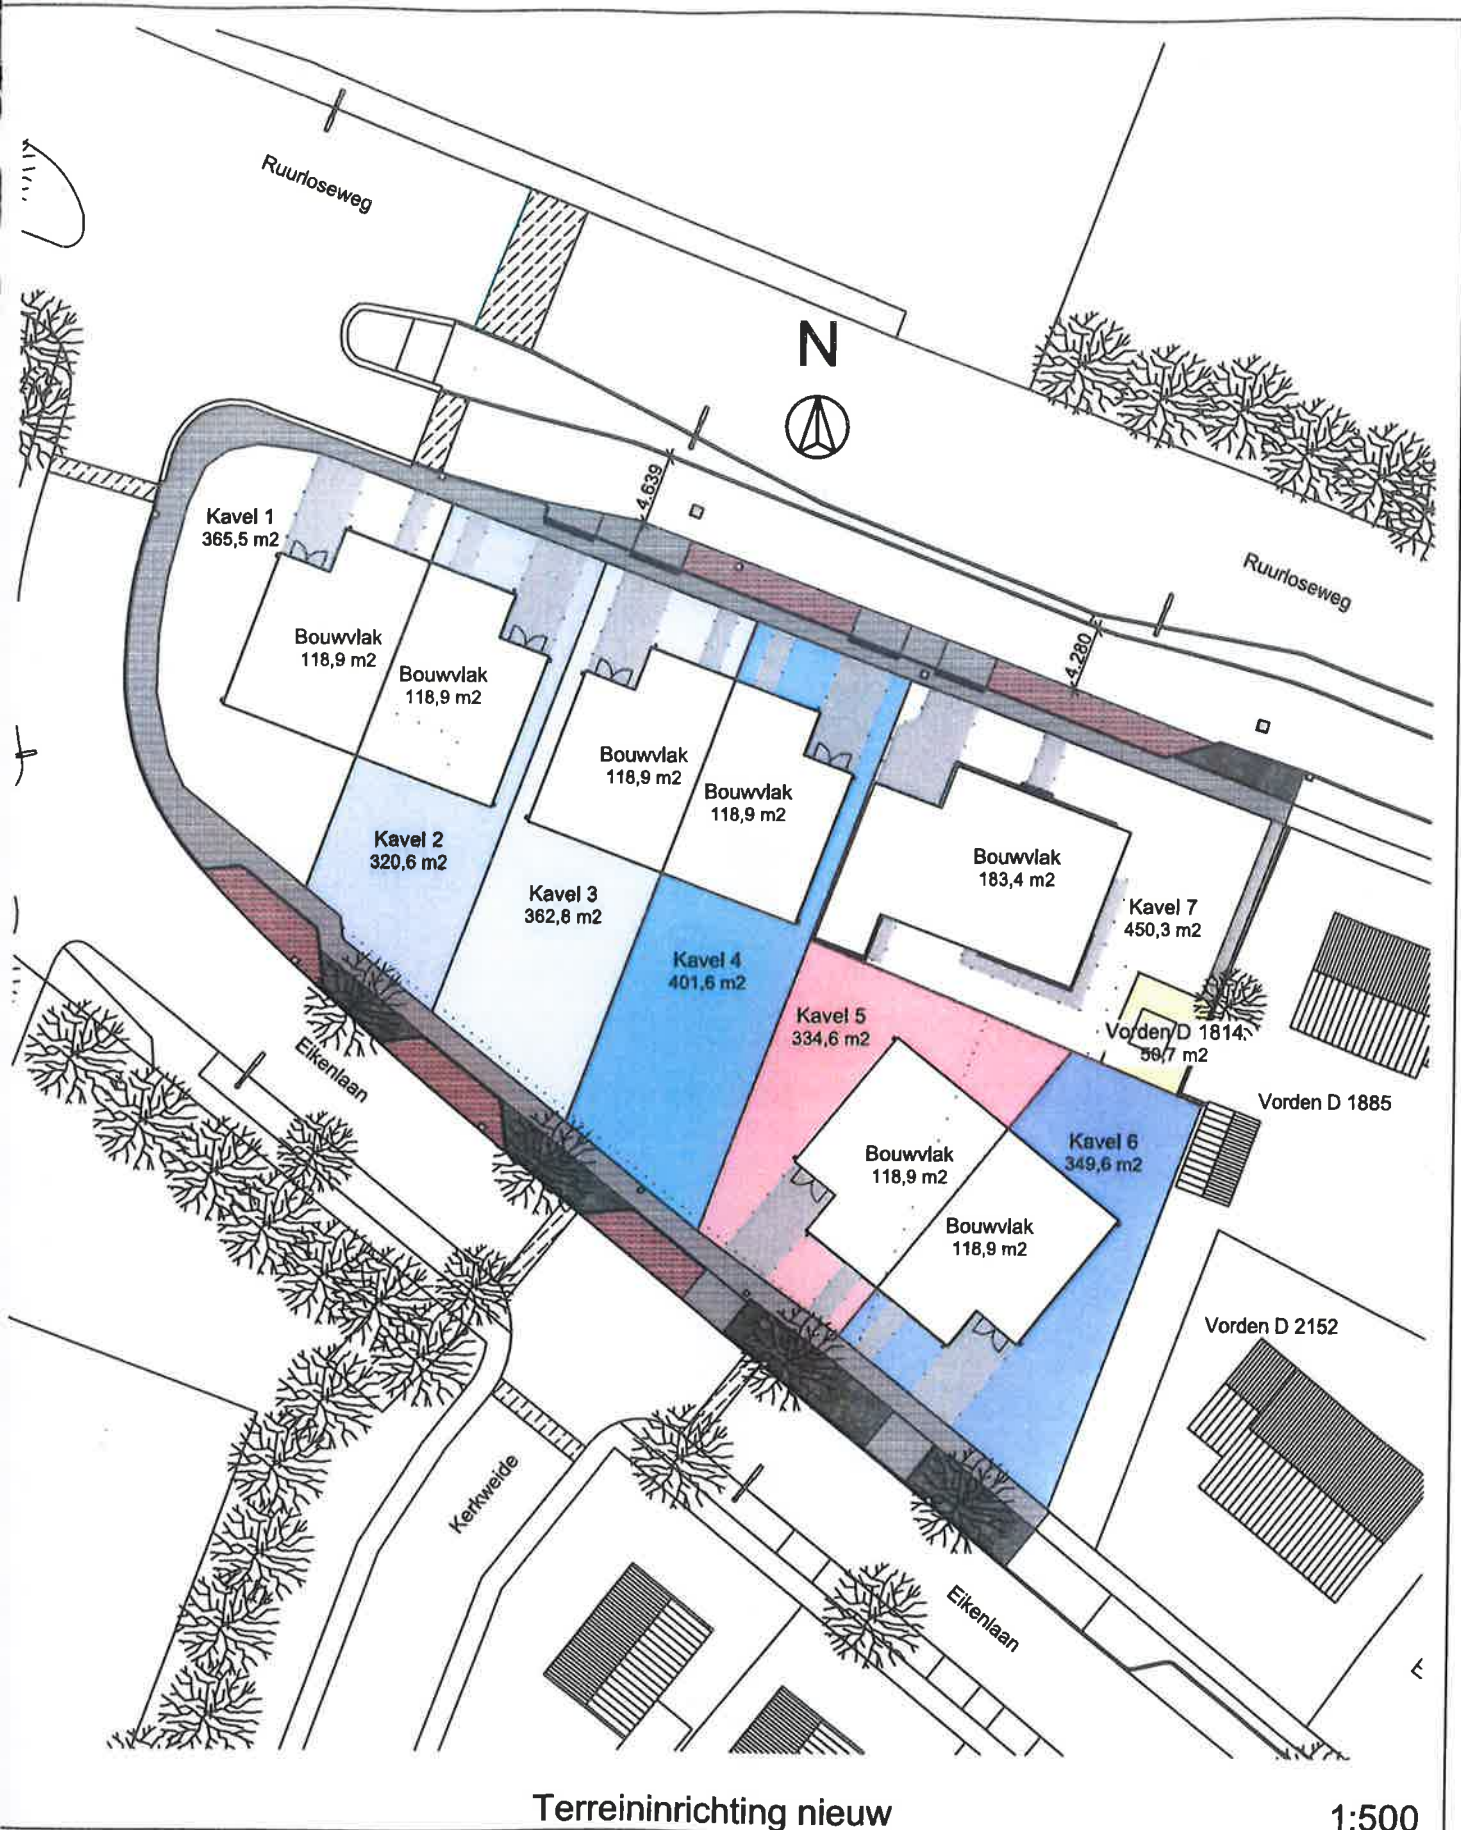 Ruurloseweg
N
4.639
Kavel 1
365,5 m2
Ruurloseweg
4.280
Bouwvlak
118,9 m2
Bouwvlak
118,9 m2
Bouwvlak
118,9 m2
Bouwvlak
118,9 m2
Kavel 2
320,6 m2
Bouwvlak
183,4 m2
Kavel 3
362,8 m2
Kavel 7
450,3 m2
Kavel 4
401,6 m2
Kavel 5
334,6 m2
Vorden D 1814
50,7 m2
Eikenlaan
Vorden D 1885
Kavel 6
349,6 m2
Bouwvlak
118,9 m2
Bouwvlak
118,9 m2
Vorden D 2152
Kerkweide
Eikenlaan
Terreininrichting nieuw
1:500